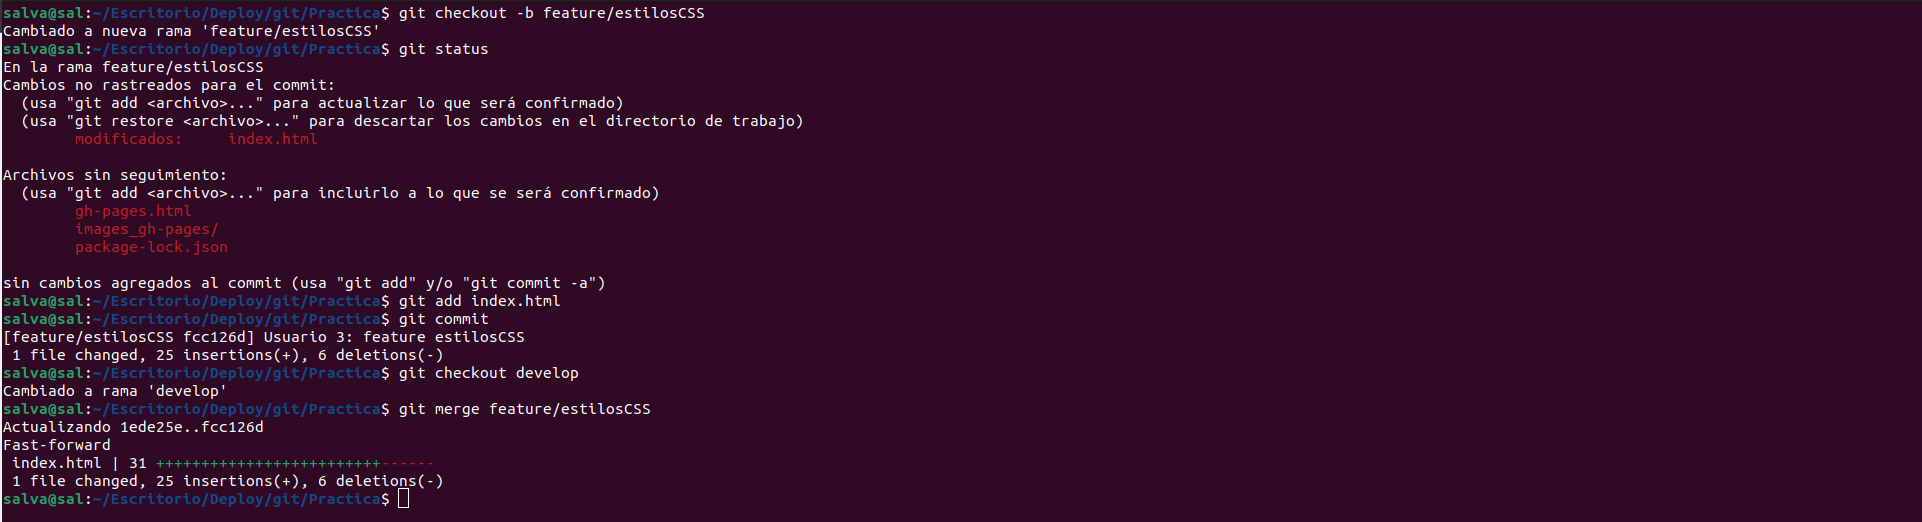 salva@sal:~/Escritorio/Deploy/git/Practica$ git checkout -b feature/estilosCSS
Cambiado a nueva rama 'feature/estilosCSS'
salva@sal:~/Escritorio/Deploy/git/Practica$ git status
En la rama feature/estilosCSS
Cambios no rastreados para el commit:
  (usa "git add <archivo>..." para actualizar lo que será confirmado)
  (usa "git restore <archivo>..." para descartar los cambios en el directorio de trabajo)
        modificados:     index.html

Archivos sin seguimiento:
  (usa "git add <archivo>..." para incluirlo a lo que se será confirmado)
        gh-pages.html
        images_gh-pages/
        package-lock.json

sin cambios agregados al commit (usa "git add" y/o "git commit -a")
salva@sal:~/Escritorio/Deploy/git/Practica$ git add index.html
salva@sal:~/Escritorio/Deploy/git/Practica$ git commit
[feature/estilosCSS fcc126d] Usuario 3: feature estilosCSS
 1 file changed, 25 insertions(+), 6 deletions(-)
salva@sal:~/Escritorio/Deploy/git/Practica$ git checkout develop
Cambiado a rama 'develop'
salva@sal:~/Escritorio/Deploy/git/Practica$ git merge feature/estilosCSS
Actualizando 1ede25e..fcc126d
Fast-forward
 index.html | 31 +++++++++++++++++++++++++------
 1 file changed, 25 insertions(+), 6 deletions(-)
salva@sal:~/Escritorio/Deploy/git/Practica$